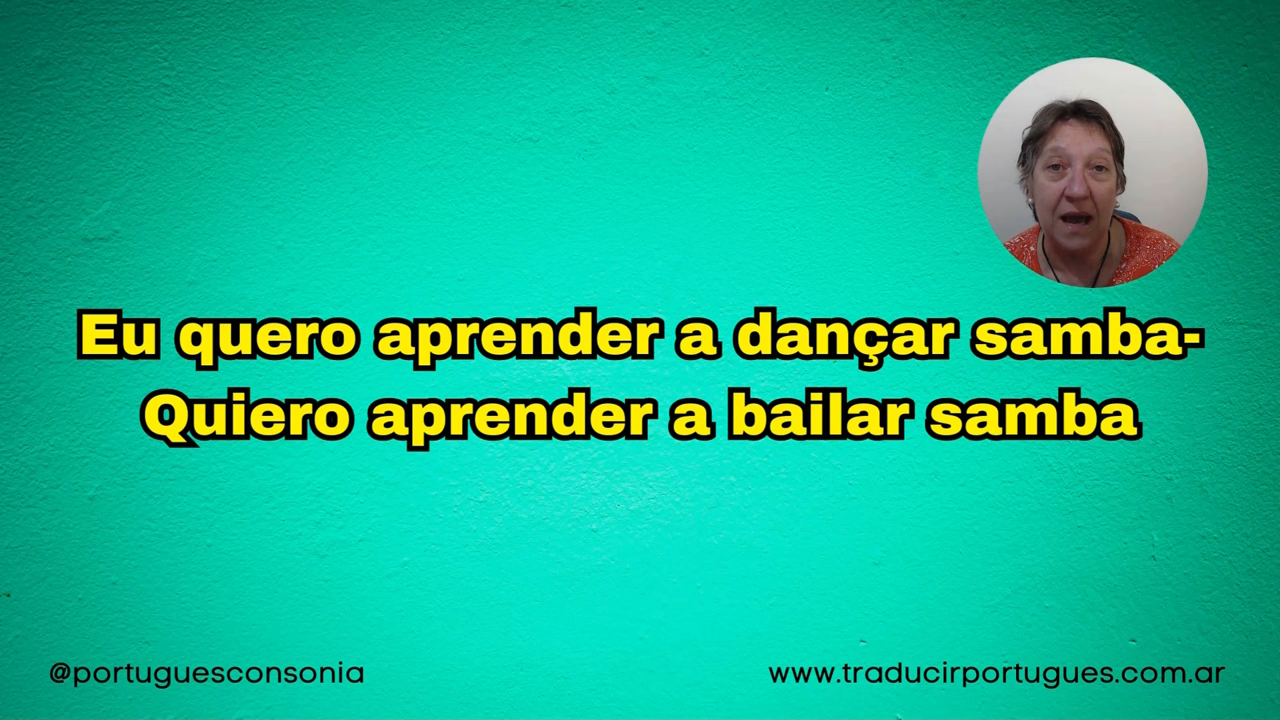 Eu quero aprender a dançar samba-
Quiero aprender a bailar samba
@portuguesconsonia
www.traducirportugues.com.ar